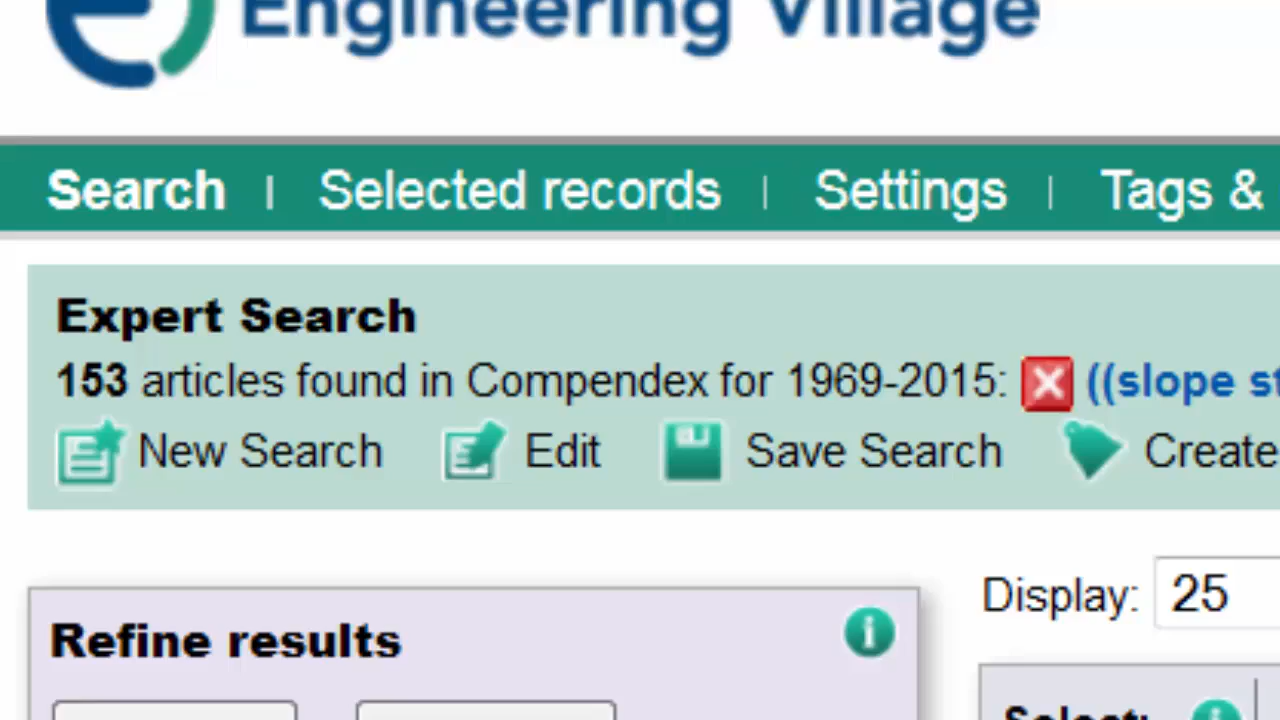 Engineering Village
Search | Selected records | Settings | Tags &
Expert Search
153 articles found in Compendex for 1969-2015: ((slope st
New Search Edit Save Search Create
Display: 25
Refine results
Select: